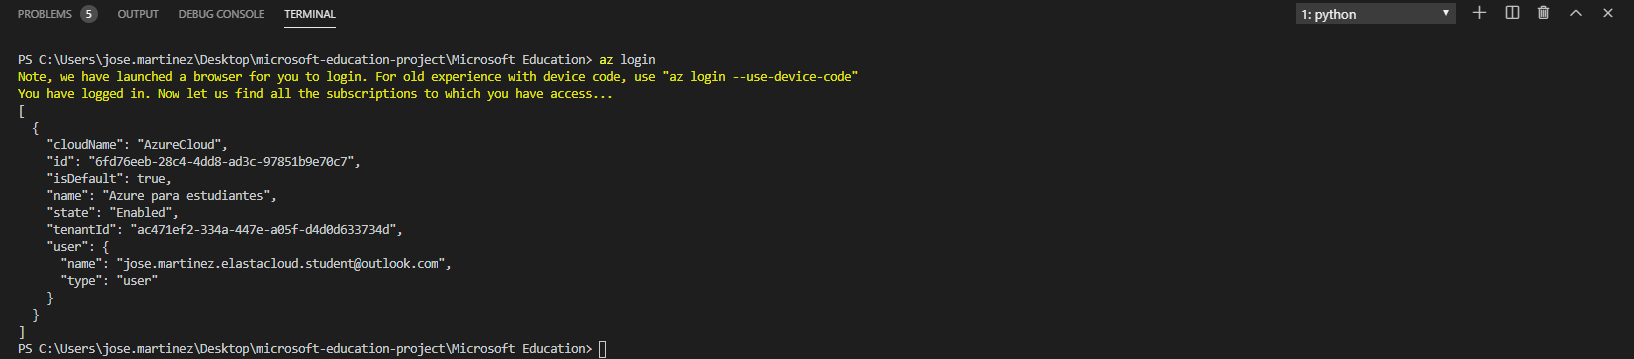 PROBLEMS 5 OUTPUT DEBUG CONSOLE TERMINAL 1: python
PS C:\Users\jose.martinez\Desktop\microsoft-education-project\Microsoft Education> az login
Note, we have launched a browser for you to login. For old experience with device code, use "az login --use-device-code"
You have logged in. Now let us find all the subscriptions to which you have access...
[
  {
    "cloudName": "AzureCloud",
    "id": "6fd76eeb-28c4-4dd8-ad3c-97851b9e70c7",
    "isDefault": true,
    "name": "Azure para estudiantes",
    "state": "Enabled",
    "tenantId": "ac471ef2-334a-447e-a05f-d4d0d633734d",
    "user": {
      "name": "jose.martinez.elastacloud.student@outlook.com",
      "type": "user"
    }
  }
]
PS C:\Users\jose.martinez\Desktop\microsoft-education-project\Microsoft Education>